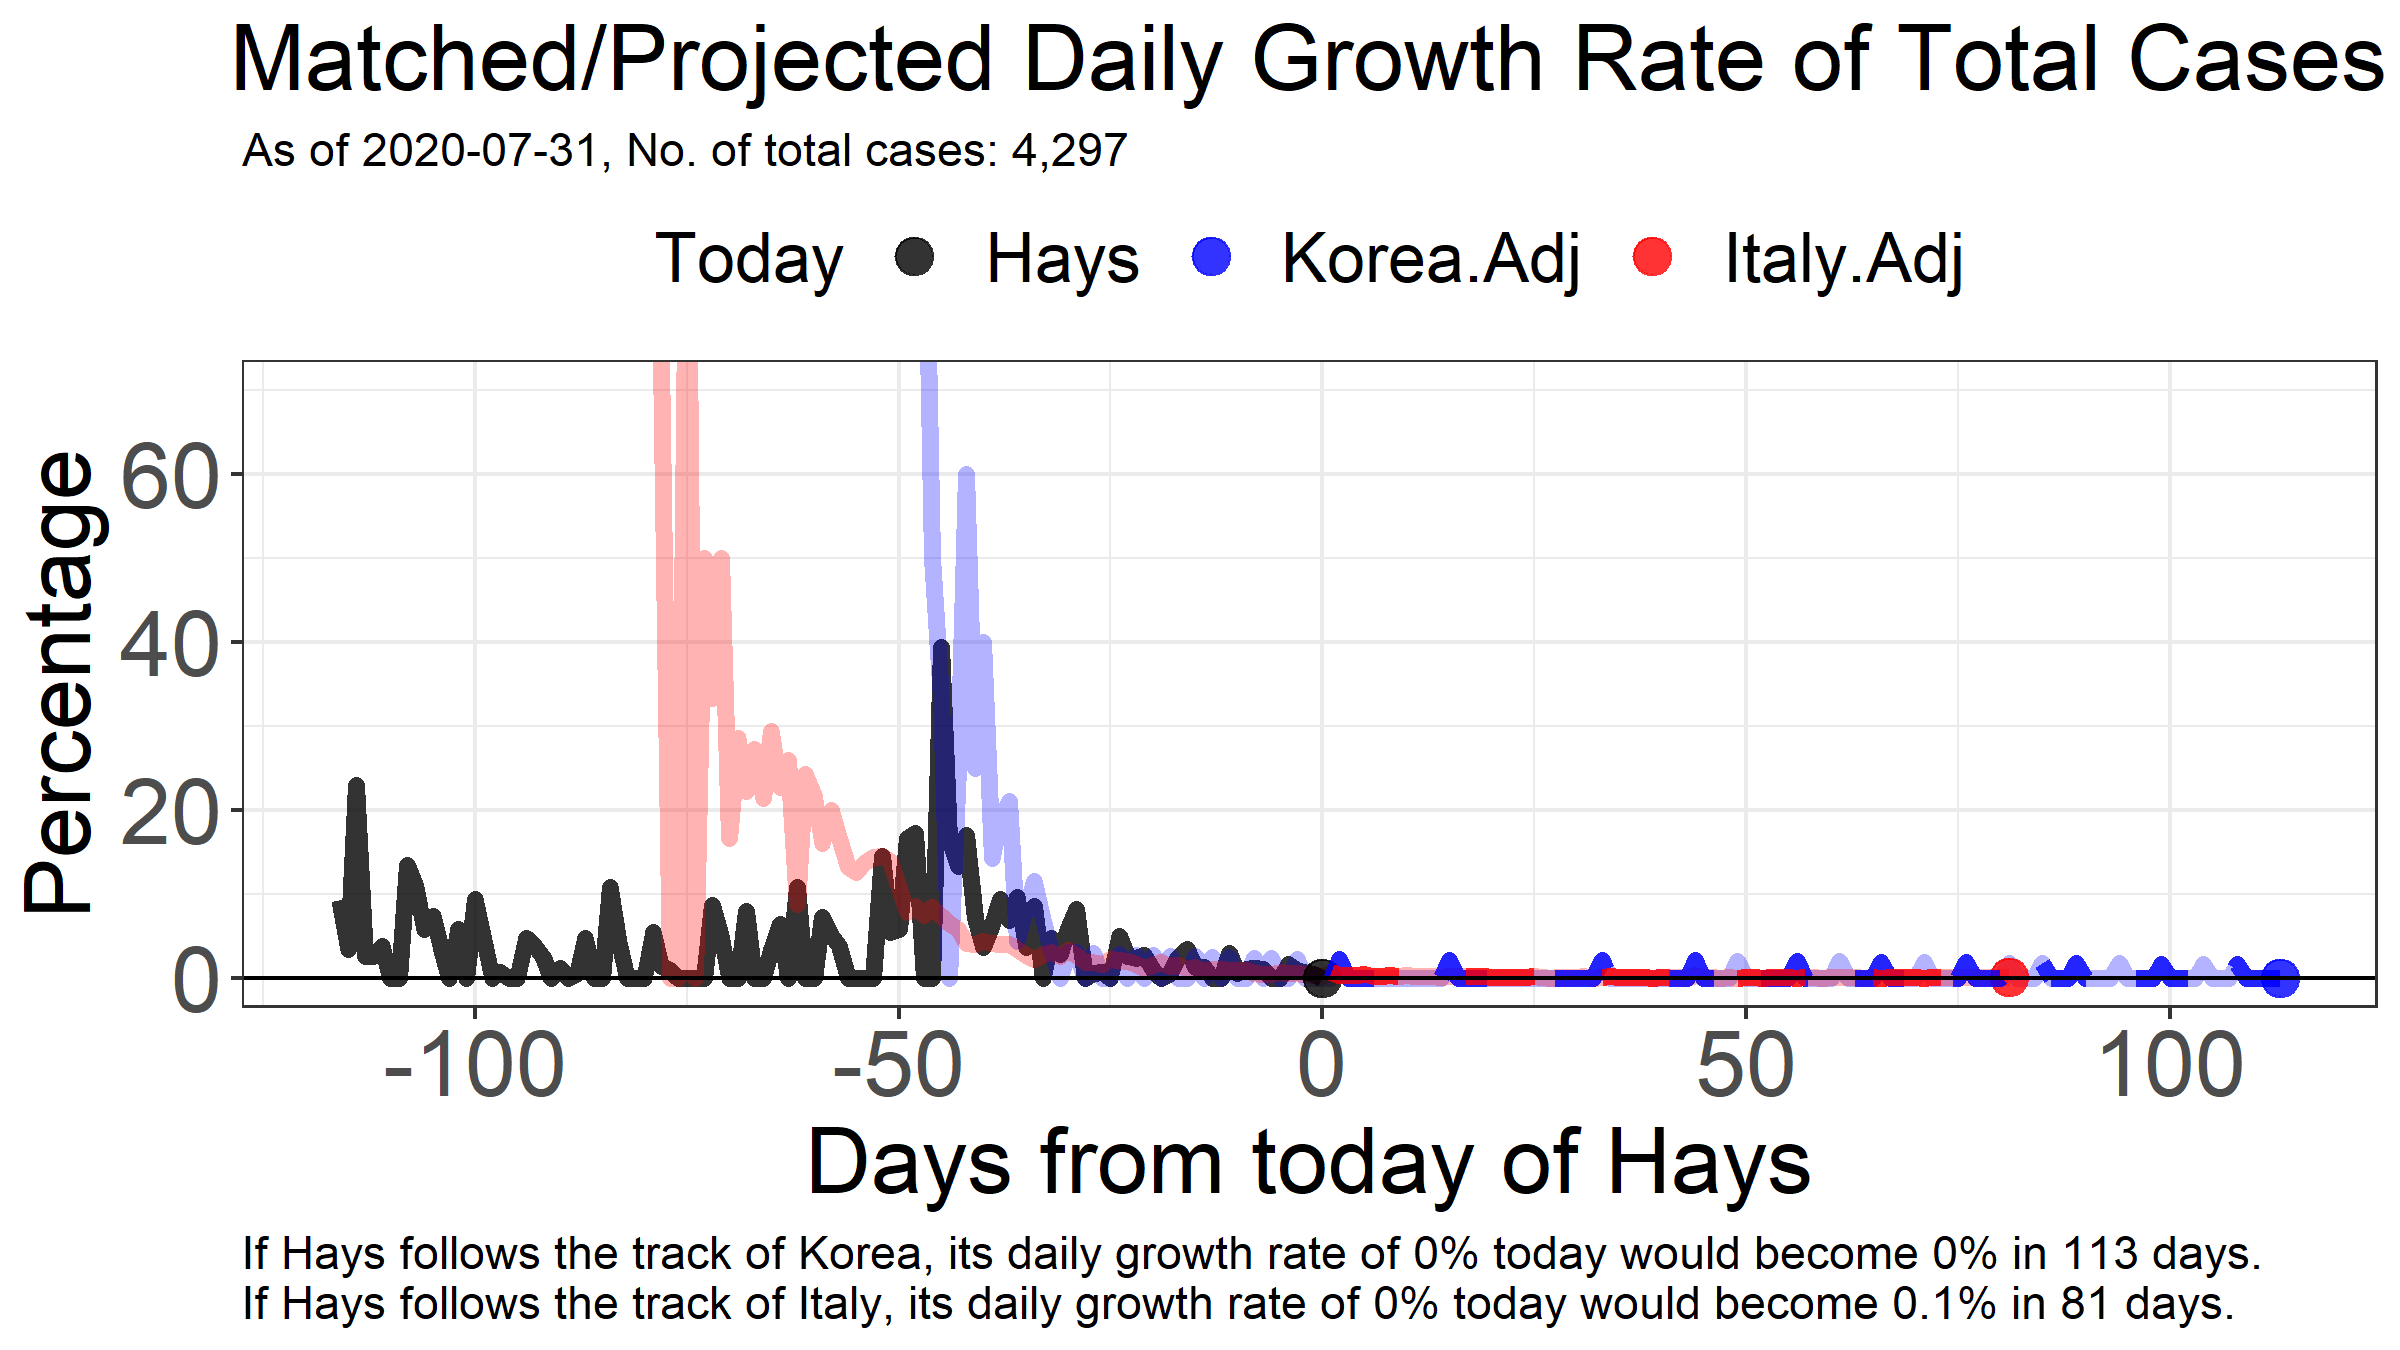 Matched/Projected Daily Growth Rate of Total Cases
As of 2020-07-31, No. of total cases: 4,297
Today Hays Korea.Adj Italy.Adj
Percentage
60
40
20
0
-100 -50 0 50 100
Days from today of Hays
If Hays follows the track of Korea, its daily growth rate of 0% today would become 0% in 113 days.
If Hays follows the track of Italy, its daily growth rate of 0% today would become 0.1% in 81 days.